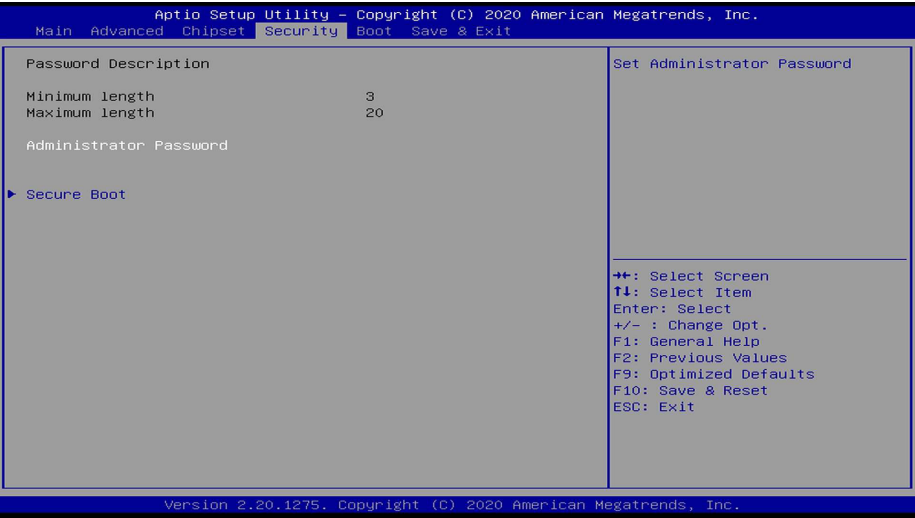 Aptio Setup Utility – Copyright (C) 2020 American Megatrends, Inc.
Main Advanced Chipset Security Boot Save & Exit
Password Description
Minimum length 3
Maximum length 20
Administrator Password
► Secure Boot
Set Administrator Password
→←: Select Screen
↑↓: Select Item
Enter: Select
+/- : Change Opt.
F1: General Help
F2: Previous Values
F9: Optimized Defaults
F10: Save & Reset
ESC: Exit
Version 2.20.1275. Copyright (C) 2020 American Megatrends, Inc.